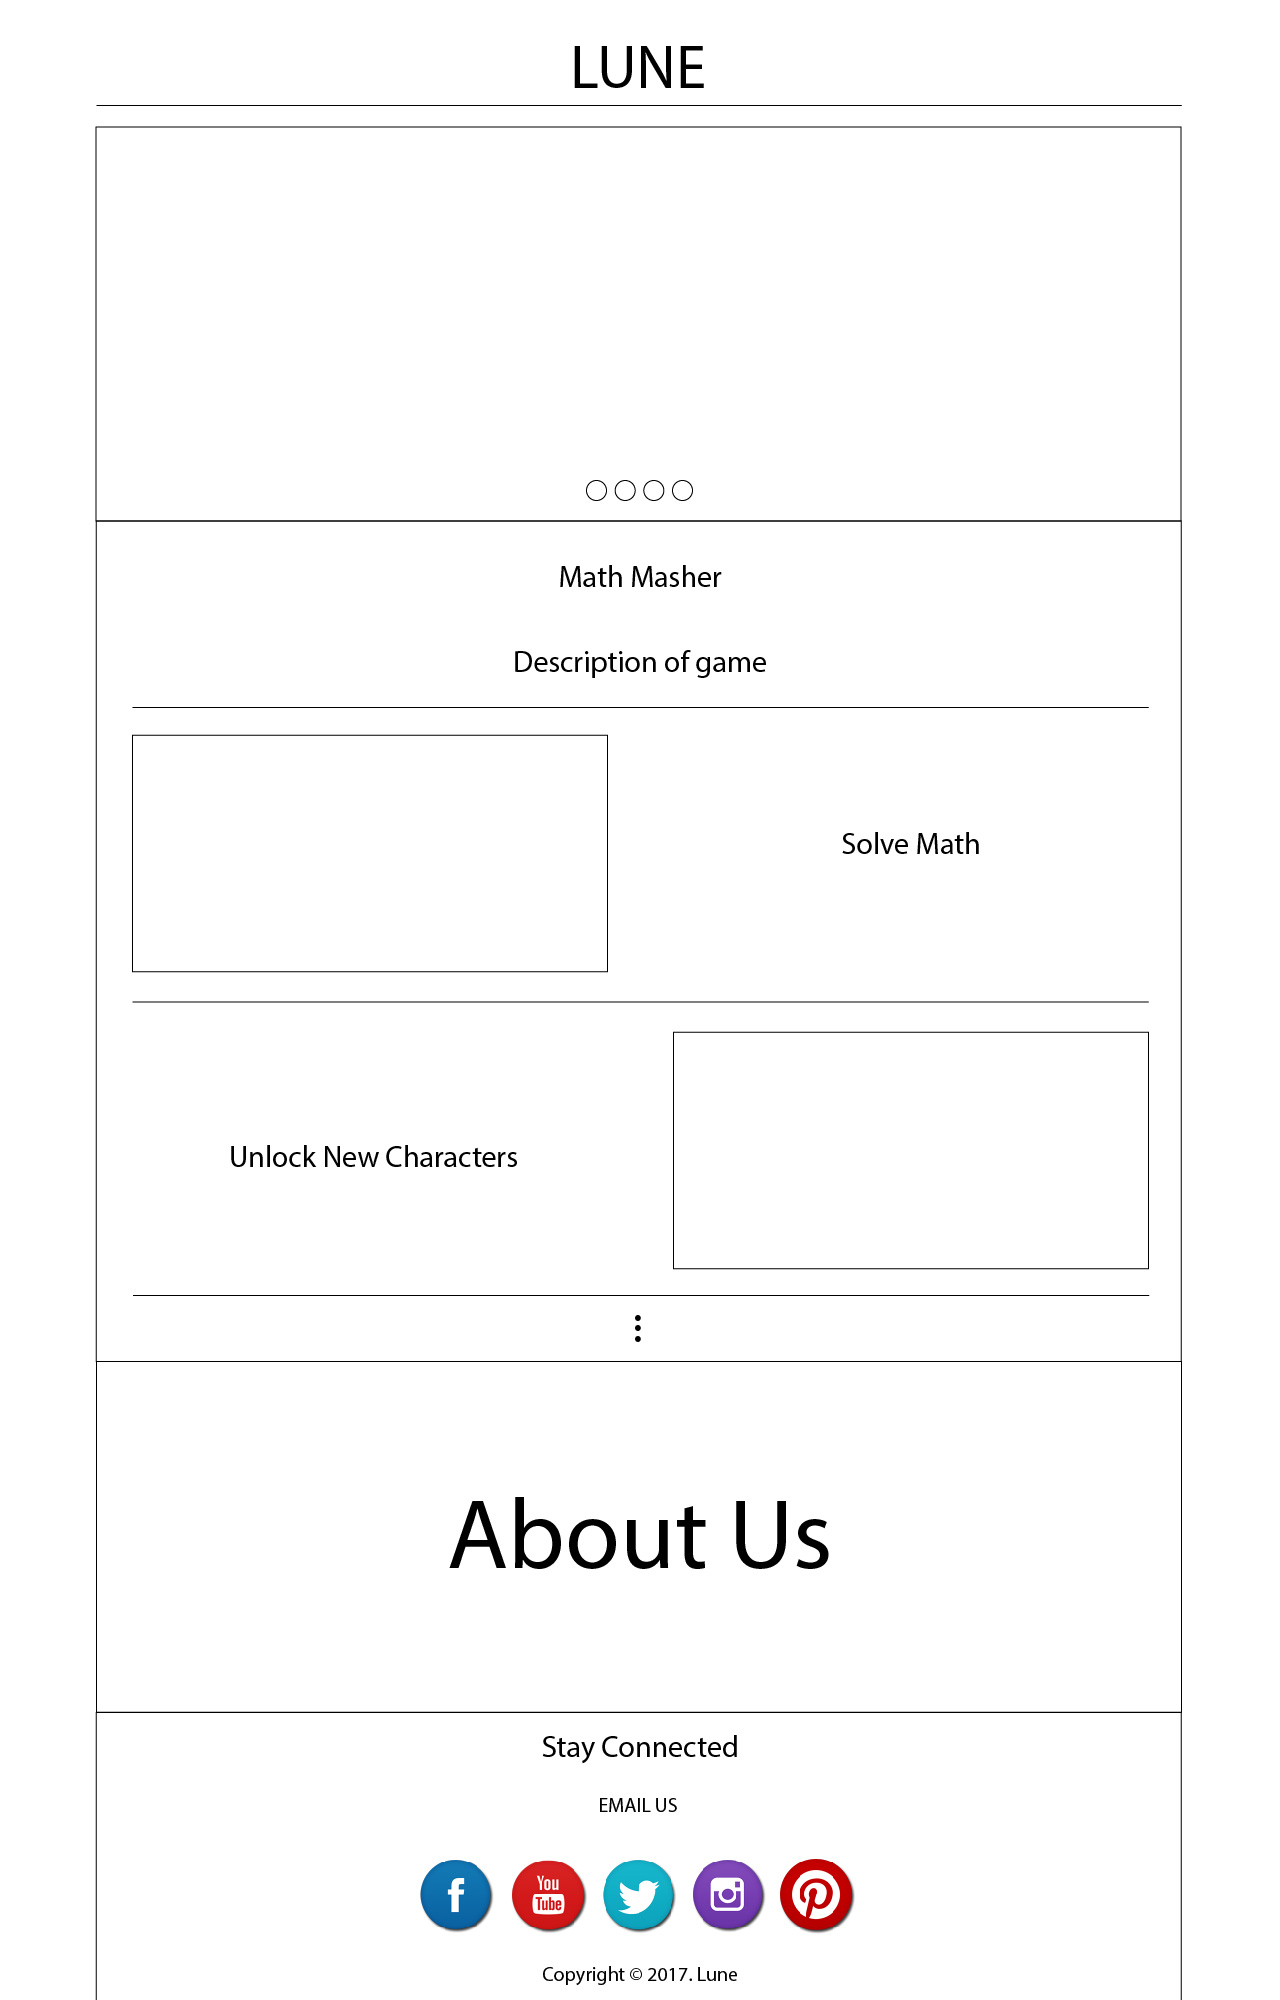 LUNE
Math Masher
Description of game
Solve Math
Unlock New Characters
About Us
Stay Connected
EMAIL US
You
Tube
Copyright © 2017. Lune